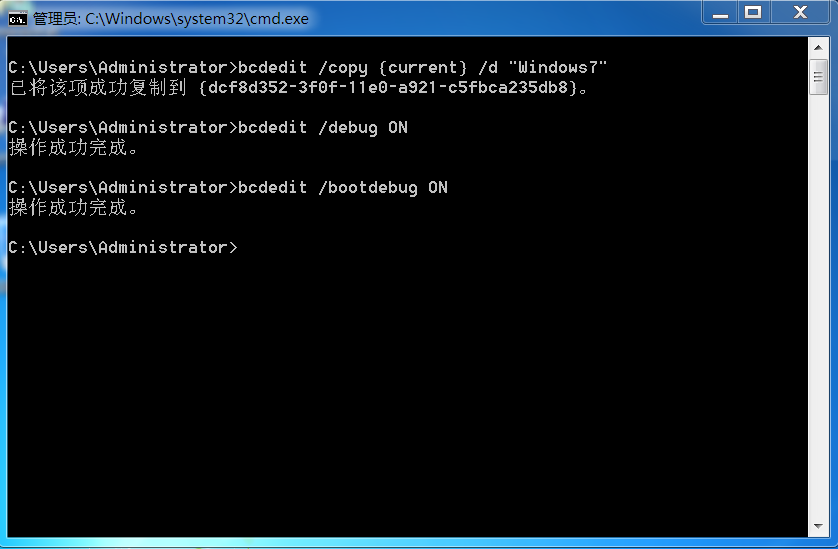 管理员: C:\Windows\system32\cmd.exe
C:\Users\Administrator>bcdedit /copy {current} /d "Windows7"
已将该项成功复制到 {dcf8d352-3f0f-11e0-a921-c5fbca235db8}。
C:\Users\Administrator>bcdedit /debug ON
操作成功完成。
C:\Users\Administrator>bcdedit /bootdebug ON
操作成功完成。
C:\Users\Administrator>